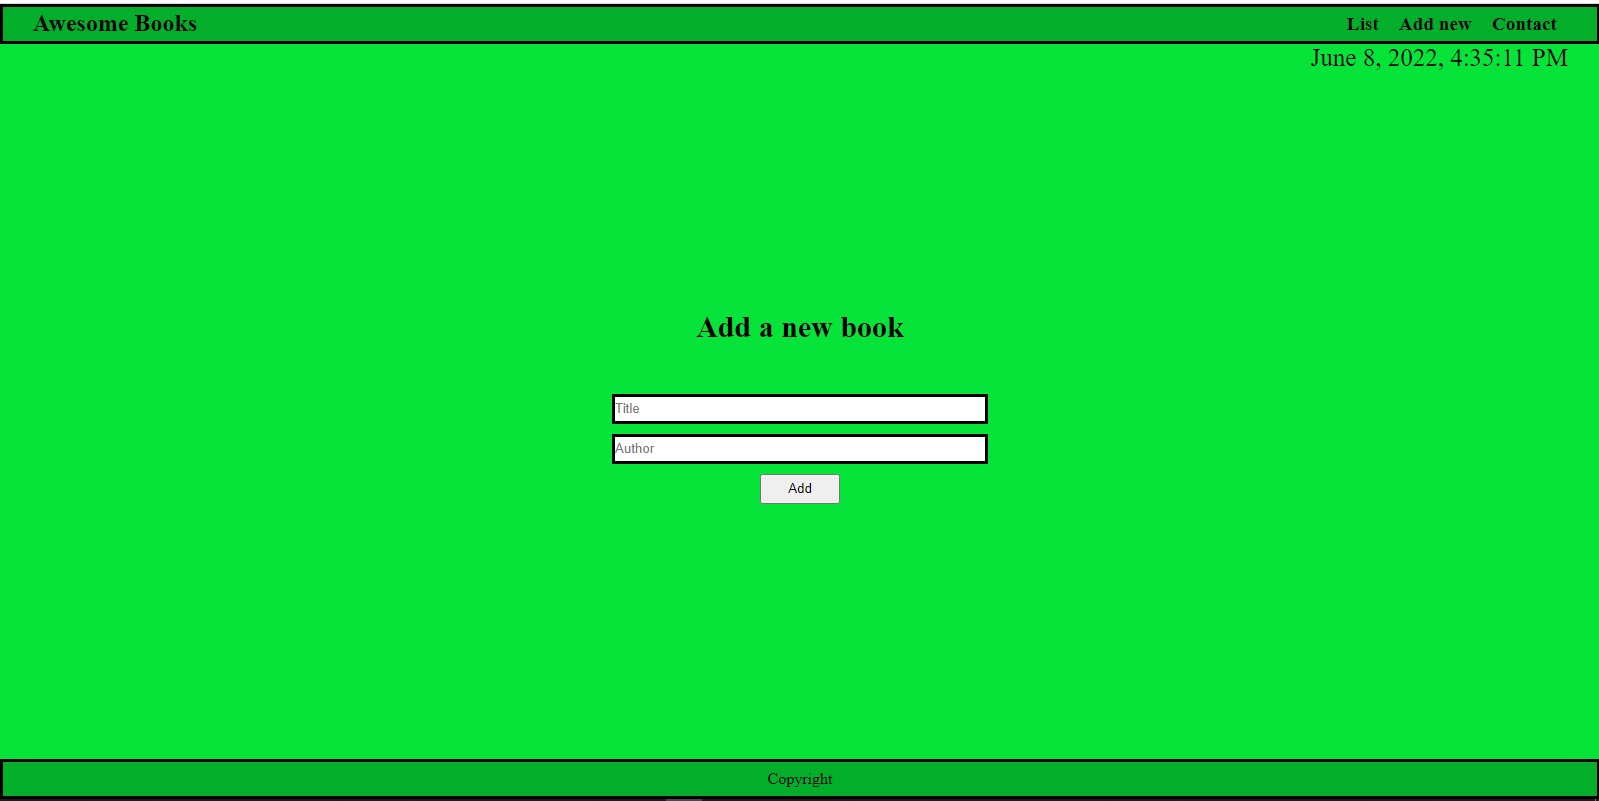 Awesome Books
List Add new Contact
June 8, 2022, 4:35:11 PM
Add a new book
Title
Author
Add
Copyright